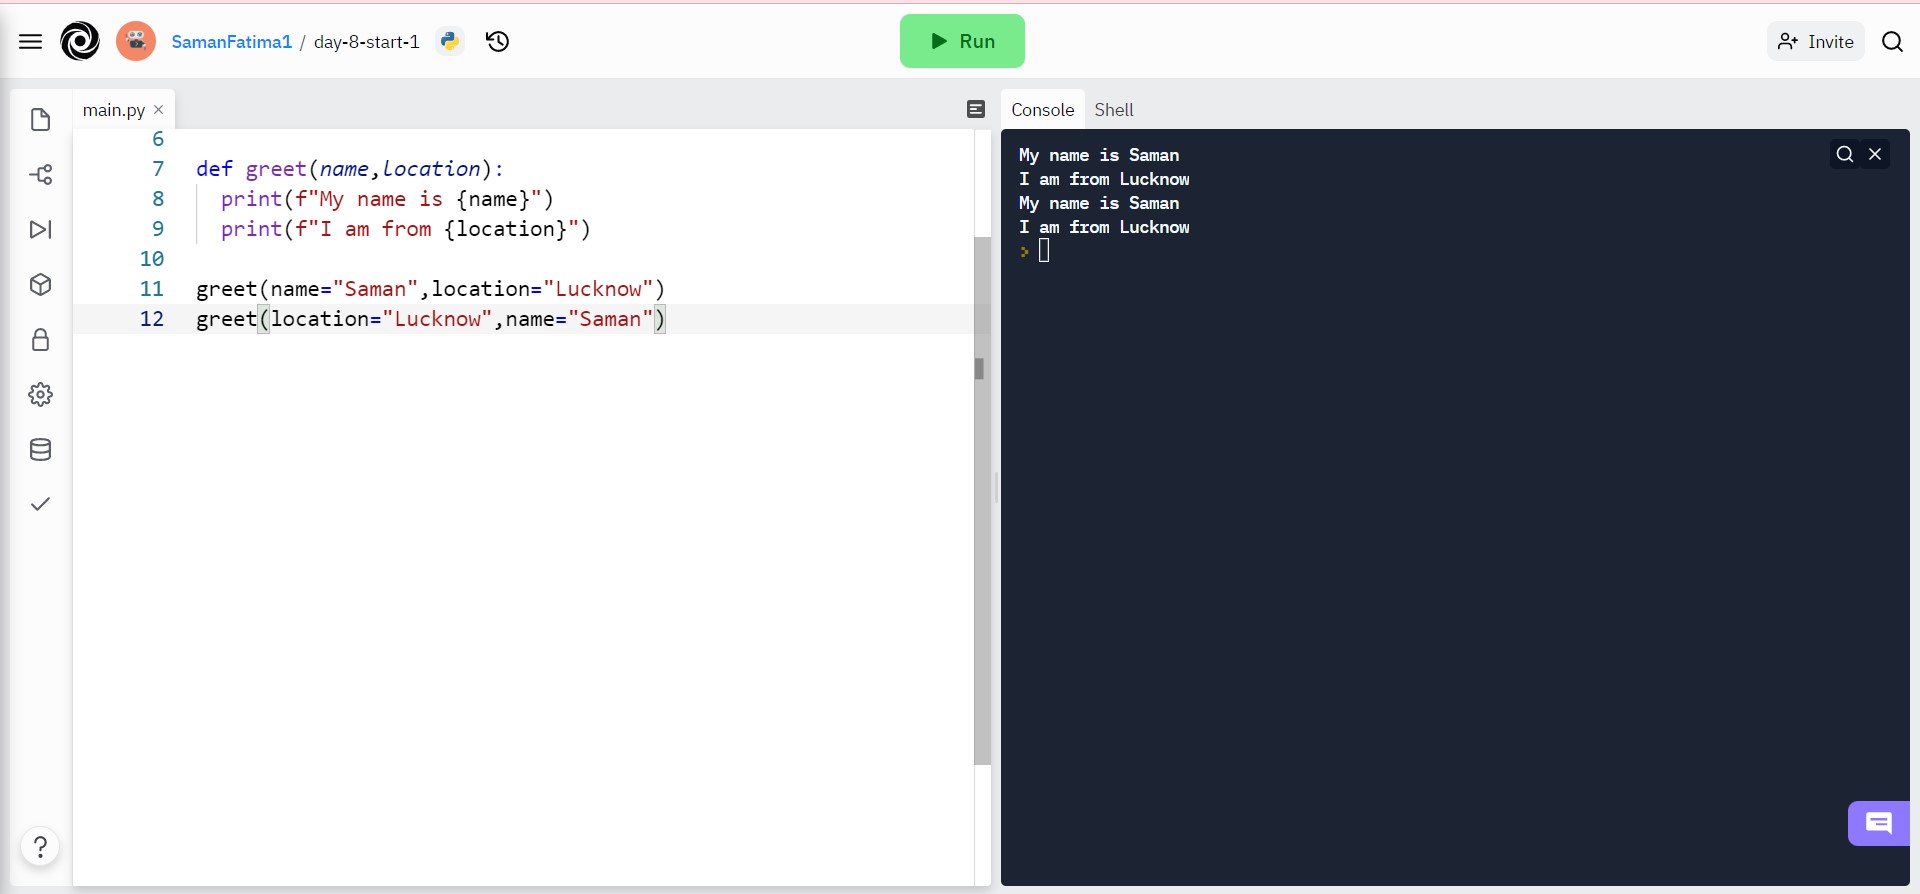 SamanFatima1 / day-8-start-1
Run
Invite
main.py
Console Shell
6
7 def greet(name,location):
8 print(f"My name is {name}")
9 print(f"I am from {location}")
10
11 greet(name="Saman",location="Lucknow")
12 greet(location="Lucknow",name="Saman")
My name is Saman
I am from Lucknow
My name is Saman
I am from Lucknow
>
?